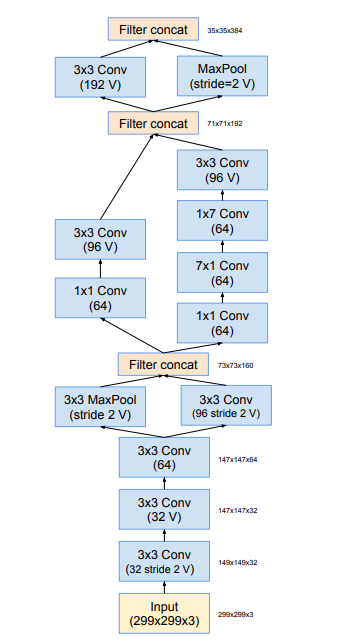 Filter concat
35x35x384
3x3 Conv
(192 V)
MaxPool
(stride=2 V)
Filter concat
71x71x192
3x3 Conv
(96 V)
1x7 Conv
(64)
3x3 Conv
(96 V)
7x1 Conv
(64)
1x1 Conv
(64)
1x1 Conv
(64)
Filter concat
73x73x160
3x3 MaxPool
(stride 2 V)
3x3 Conv
(96 stride 2 V)
3x3 Conv
(64)
147x147x64
3x3 Conv
(32 V)
147x147x32
3x3 Conv
(32 stride 2 V)
149x149x32
Input
(299x299x3)
299x299x3